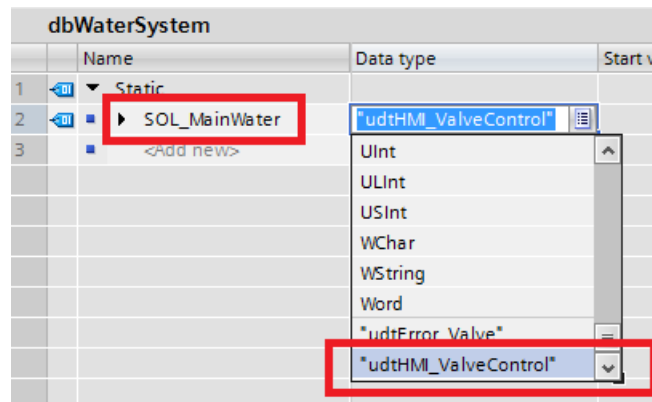 dbWaterSystem
Name Data type Start v
1 Static
2 SOL_MainWater "udtHMI_ValveControl"
3 <Add new>
UInt
ULInt
USInt
WChar
WString
Word
"udtError_Valve"
"udtHMI_ValveControl"